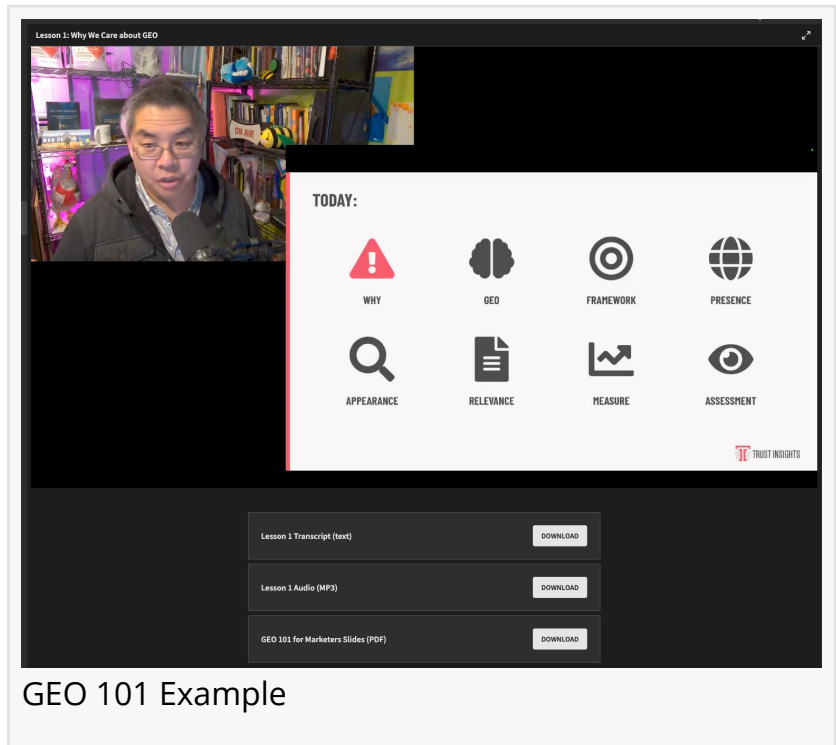 Lesson 1: Why We Care about GEO
ON AIR
TODAY:
WHY
GEO
FRAMEWORK
PRESENCE
APPEARANCE
RELEVANCE
MEASURE
ASSESSMENT
TRUST INSIGHTS
Lesson 1 Transcript (text)
DOWNLOAD
Lesson 1 Audio (MP3)
DOWNLOAD
GEO 101 for Marketers Slides (PDF)
DOWNLOAD
GEO 101 Example